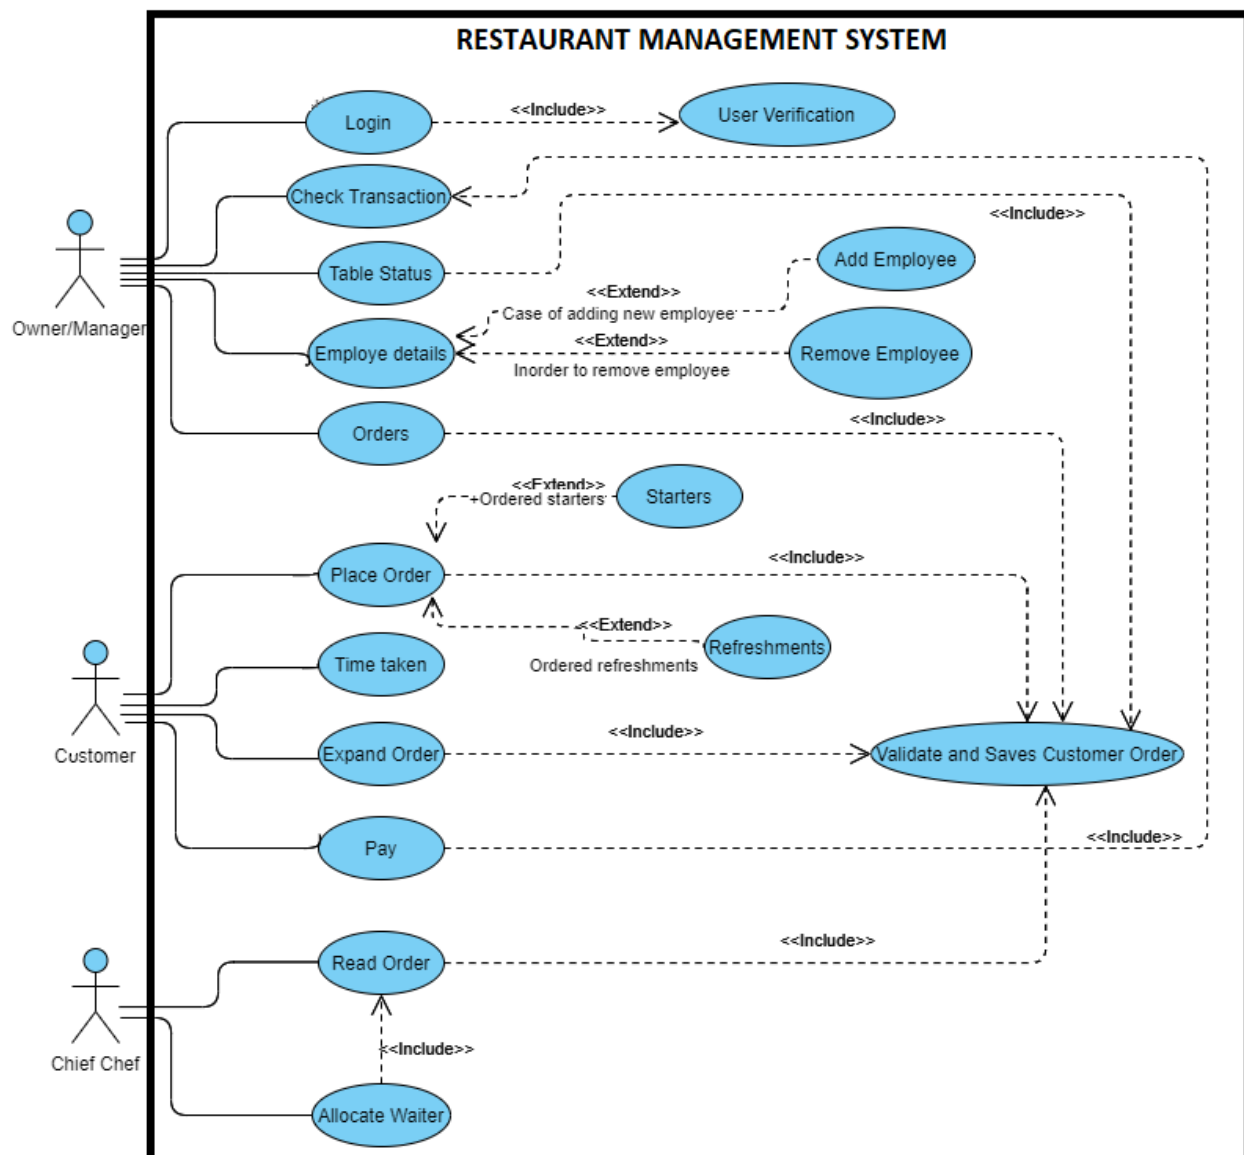 RESTAURANT MANAGEMENT SYSTEM
Login
<<Include>>
User Verification
Check Transaction
<<Include>>
Table Status
Add Employee
<<Extend>>
Case of adding new employee
Owner/Manager
<<Extend>>
Employe details
Remove Employee
Inorder to remove employee
Orders
<<Include>>
<<Extend>>
+Ordered starters
Starters
Place Order
<<Include>>
<<Extend>>
Refreshments
Ordered refreshments
Time taken
Customer
<<Include>>
Expand Order
Validate and Saves Customer Order
Pay
<<Include>>
<<Include>>
Read Order
Chief Chef
<<Include>>
Allocate Waiter